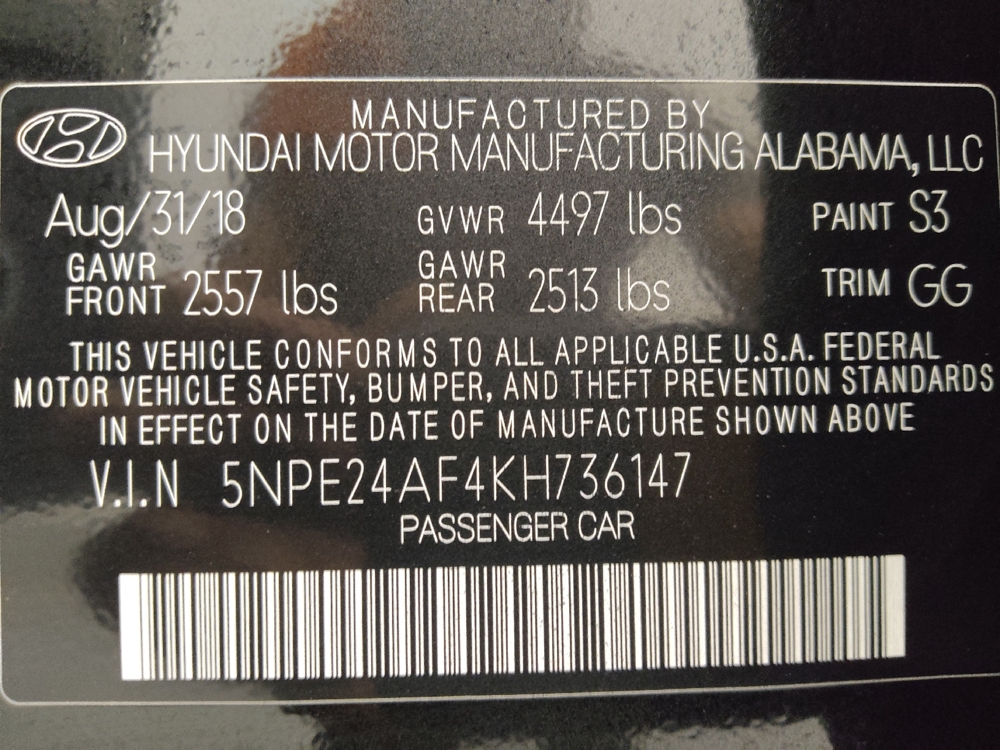 MANUFACTURED BY
HYUNDAI MOTOR MANUFACTURING ALABAMA, LLC
Aug/31/18 GVWR 4497 lbs PAINT S3
GAWR FRONT 2557 lbs GAWR REAR 2513 lbs TRIM GG
THIS VEHICLE CONFORMS TO ALL APPLICABLE U.S.A. FEDERAL
MOTOR VEHICLE SAFETY, BUMPER, AND THEFT PREVENTION STANDARDS
IN EFFECT ON THE DATE OF MANUFACTURE SHOWN ABOVE
V.I.N 5NPE24AF4KH736147
PASSENGER CAR